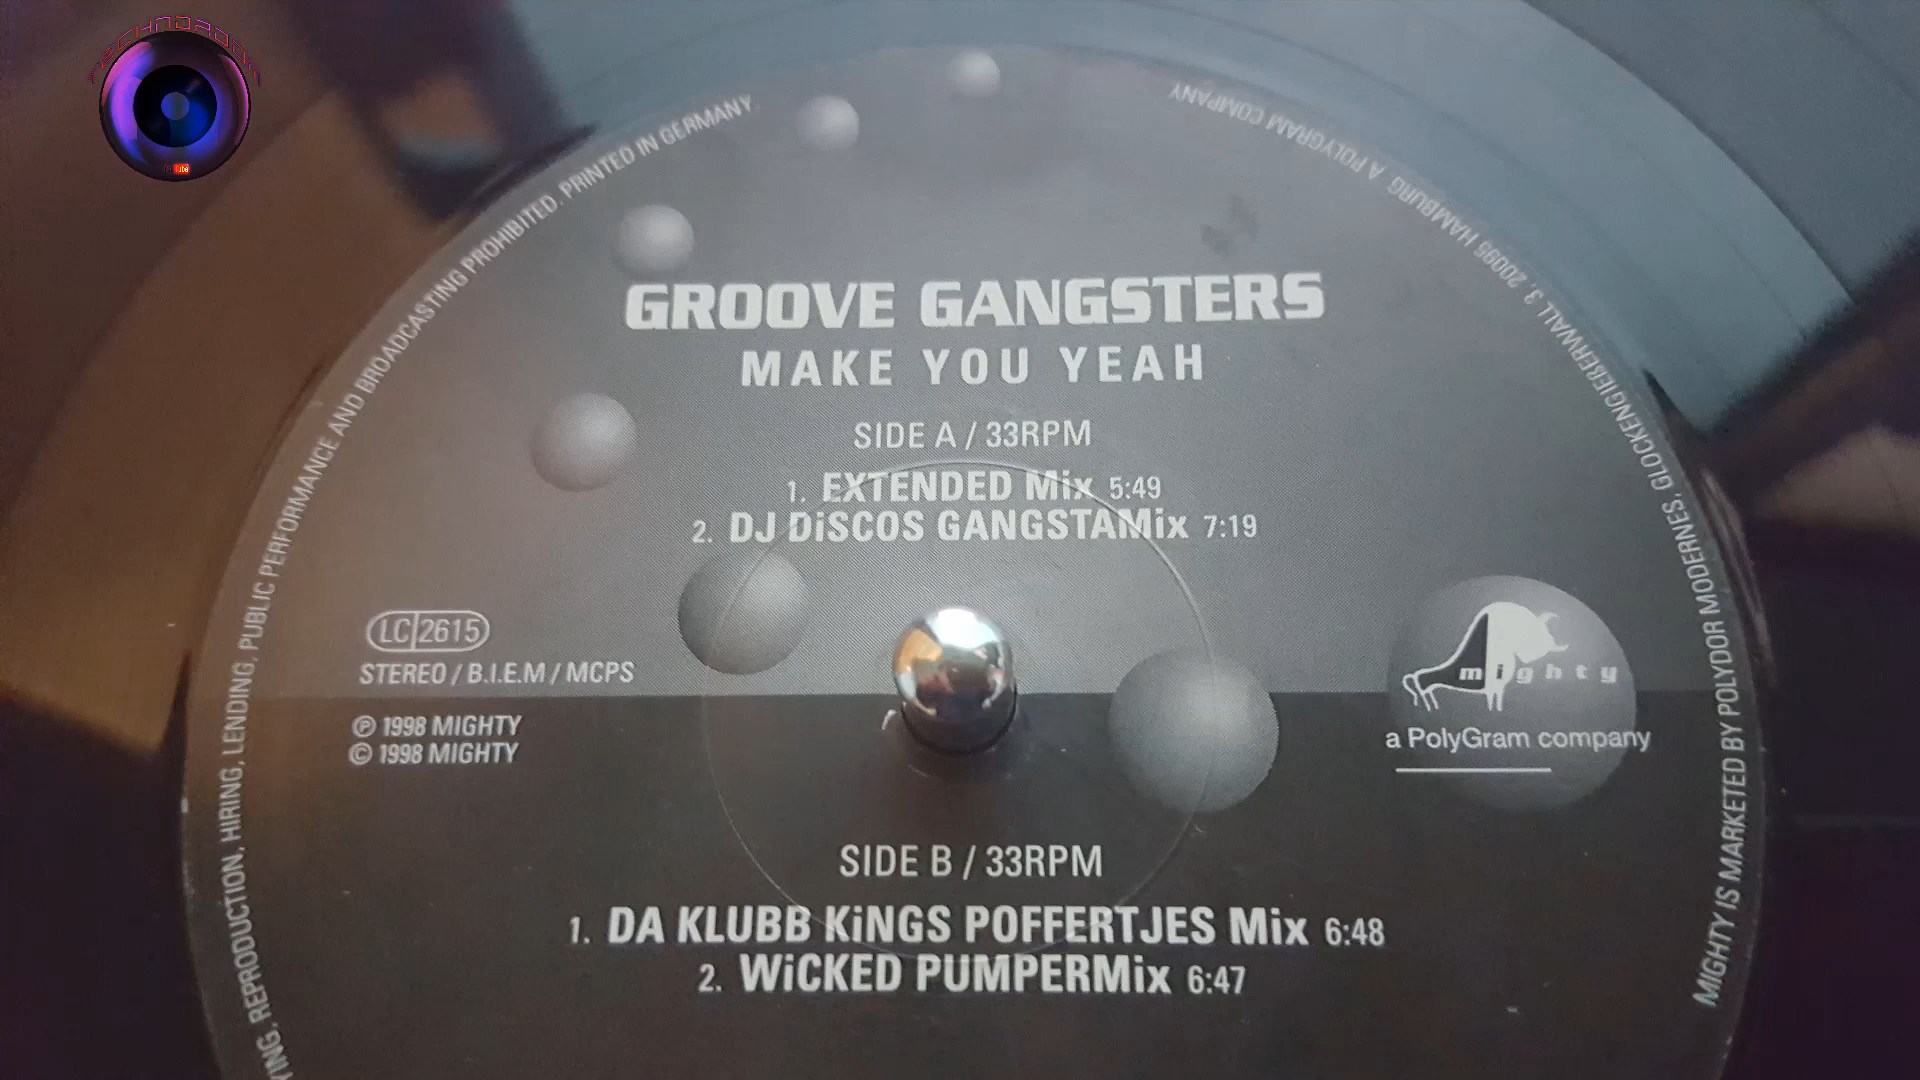 TECHNOROOM
GROOVE GANGSTERS
MAKE YOU YEAH
SIDE A / 33RPM
1. EXTENDED Mix 5:49
2. DJ DiSCOS GANGSTAMix 7:19
LC 2615
STEREO / B.I.E.M / MCPS
℗ 1998 MIGHTY
© 1998 MIGHTY
mighty
a PolyGram company
SIDE B / 33RPM
1. DA KLUBB KiNGS POFFERTJES Mix 6:48
2. WiCKED PUMPERMix 6:47
REPRODUCTION, HIRING, LENDING, PUBLIC PERFORMANCE AND BROADCASTING PROHIBITED. PRINTED IN GERMANY
MIGHTY IS MARKETED BY POLYDOR MODERNES, GLOCKENGIEßERWALL 3, 20095 HAMBURG. A POLYGRAM COMPANY